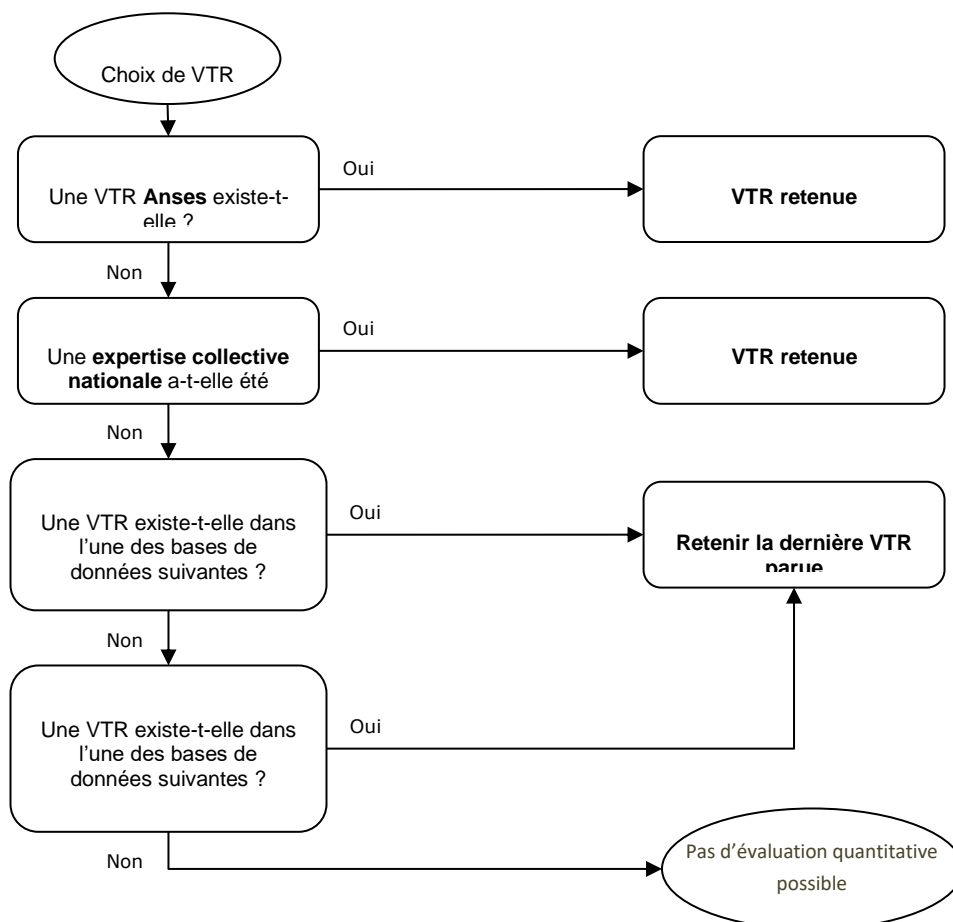 Choix de VTR
Une VTR Anses existe-t-
elle ?
Oui
VTR retenue
Non
Une expertise collective
nationale a-t-elle été
Oui
VTR retenue
Non
Une VTR existe-t-elle dans
l'une des bases de
données suivantes ?
Oui
Retenir la dernière VTR
parue
Non
Une VTR existe-t-elle dans
l'une des bases de
données suivantes ?
Oui
Non
Pas d'évaluation quantitative
possible